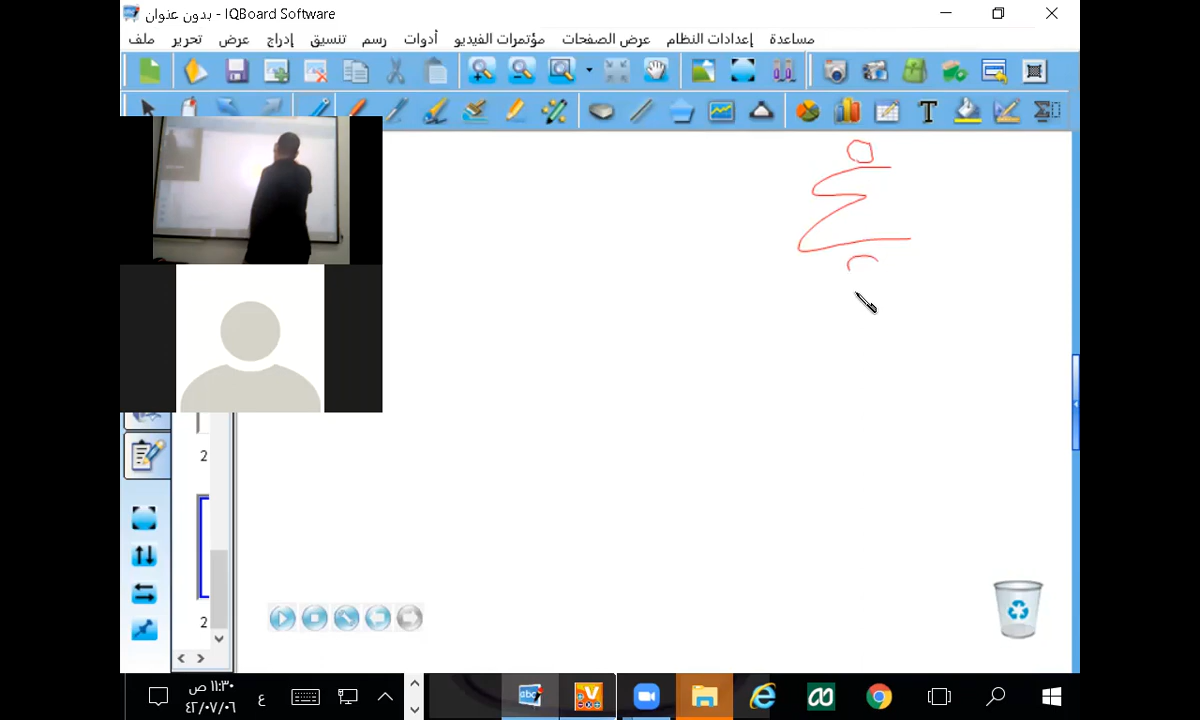 بدون عنوان - IQBoard Software
ملف تحرير عرض إدراج تنسيق رسم أدوات مؤتمرات الفيديو عرض الصفحات إعدادات النظام مساعدة
2
2
١١:٣٠ ص
ع
٤٢/٠٧/٠٦